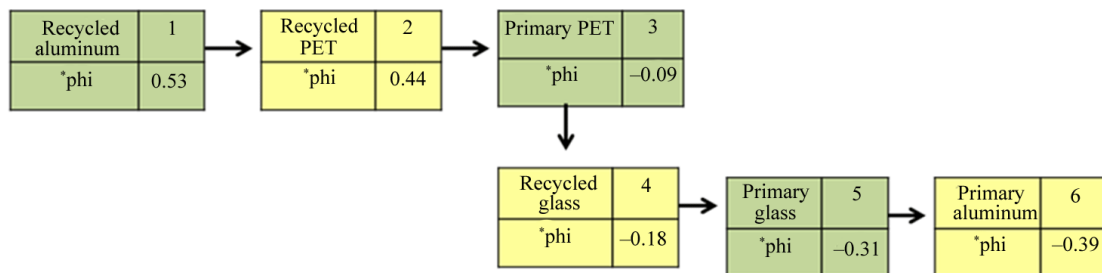 Recycled aluminum 1
*phi 0.53
Recycled PET 2
*phi 0.44
Primary PET 3
*phi –0.09
Recycled glass 4
*phi –0.18
Primary glass 5
*phi –0.31
Primary aluminum 6
*phi –0.39